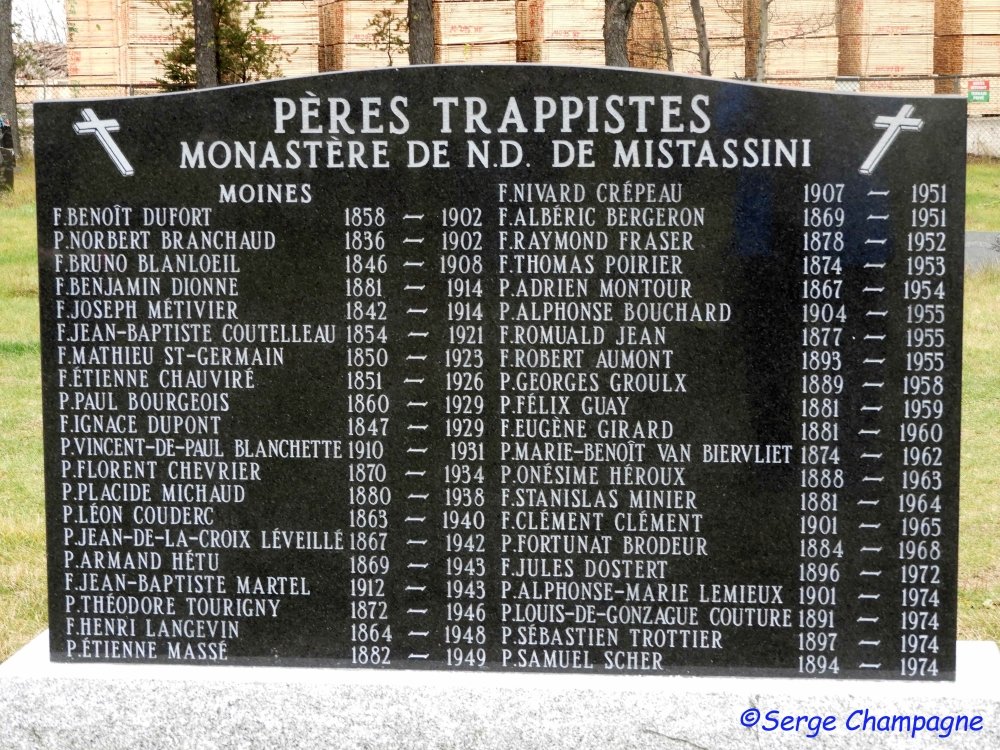 PÈRES TRAPPISTES
MONASTÈRE DE N.D. DE MISTASSINI
MOINES
F.BENOÎT DUFORT 1858 – 1902
P.NORBERT BRANCHAUD 1836 – 1902
F.BRUNO BLANLOEIL 1846 – 1908
F.BENJAMIN DIONNE 1881 – 1914
F.JOSEPH MÉTIVIER 1842 – 1914
F.JEAN-BAPTISTE COUTELLEAU 1854 – 1921
F.MATHIEU ST-GERMAIN 1850 – 1923
F.ÉTIENNE CHAUVIRÉ 1851 – 1926
P.PAUL BOURGEOIS 1860 – 1929
F.IGNACE DUPONT 1847 – 1929
P.VINCENT-DE-PAUL BLANCHETTE 1910 – 1931
P.FLORENT CHEVRIER 1870 – 1934
P.PLACIDE MICHAUD 1880 – 1938
P.LÉON COUDERC 1863 – 1940
P.JEAN-DE-LA-CROIX LÉVEILLÉ 1867 – 1942
P.ARMAND HÉTU 1869 – 1943
F.JEAN-BAPTISTE MARTEL 1912 – 1943
P.THÉODORE TOURIGNY 1872 – 1946
F.HENRI LANGEVIN 1864 – 1948
P.ÉTIENNE MASSÉ 1882 – 1949
F.NIVARD CRÉPEAU 1907 – 1951
F.ALBÉRIC BERGERON 1869 – 1951
F.RAYMOND FRASER 1878 – 1952
F.THOMAS POIRIER 1874 – 1953
P.ADRIEN MONTOUR 1867 – 1954
P.ALPHONSE BOUCHARD 1904 – 1955
F.ROMUALD JEAN 1877 – 1955
F.ROBERT AUMONT 1893 – 1955
P.GEORGES GROULX 1889 – 1958
P.FÉLIX GUAY 1881 – 1959
F.EUGÈNE GIRARD 1881 – 1960
P.MARIE-BENOÎT VAN BIERVLIET 1874 – 1962
P.ONÉSIME HÉROUX 1888 – 1963
F.STANISLAS MINIER 1881 – 1964
F.CLÉMENT CLÉMENT 1901 – 1965
P.FORTUNAT BRODEUR 1884 – 1968
F.JULES DOSTERT 1896 – 1972
P.ALPHONSE-MARIE LEMIEUX 1901 – 1974
P.LOUIS-DE-GONZAGUE COUTURE 1891 – 1974
P.SÉBASTIEN TROTTIER 1897 – 1974
P.SAMUEL SCHER 1894 – 1974
©Serge Champagne